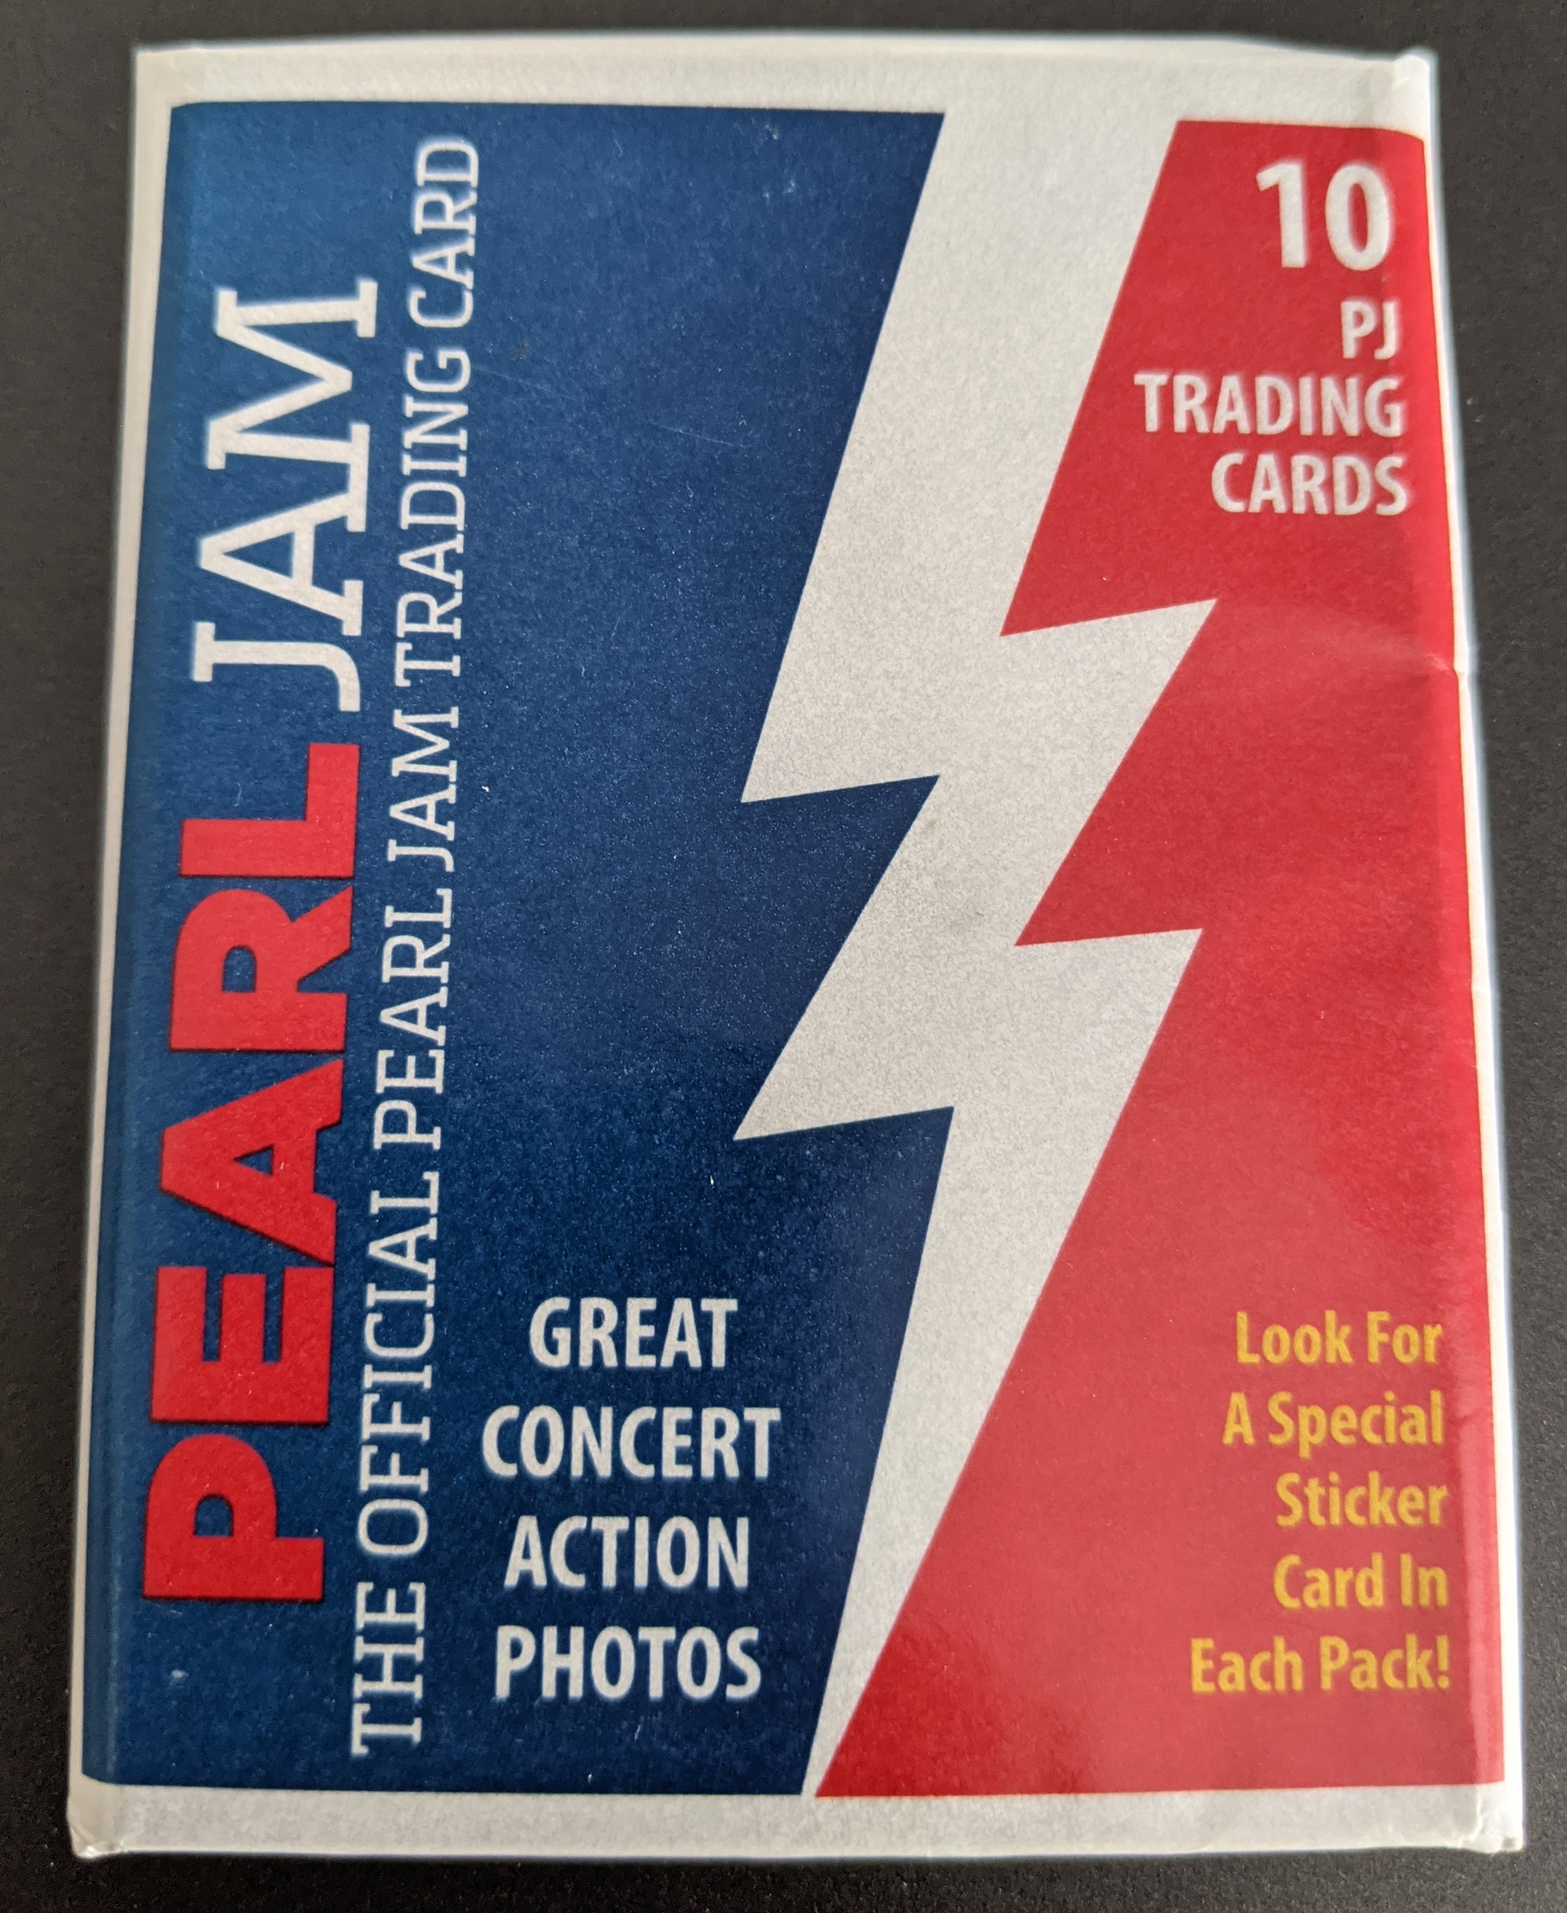 PEARL JAM
THE OFFICIAL PEARL JAM TRADING CARD
10
PJ
TRADING
CARDS
GREAT
CONCERT
ACTION
PHOTOS
Look For
A Special
Sticker
Card In
Each Pack!